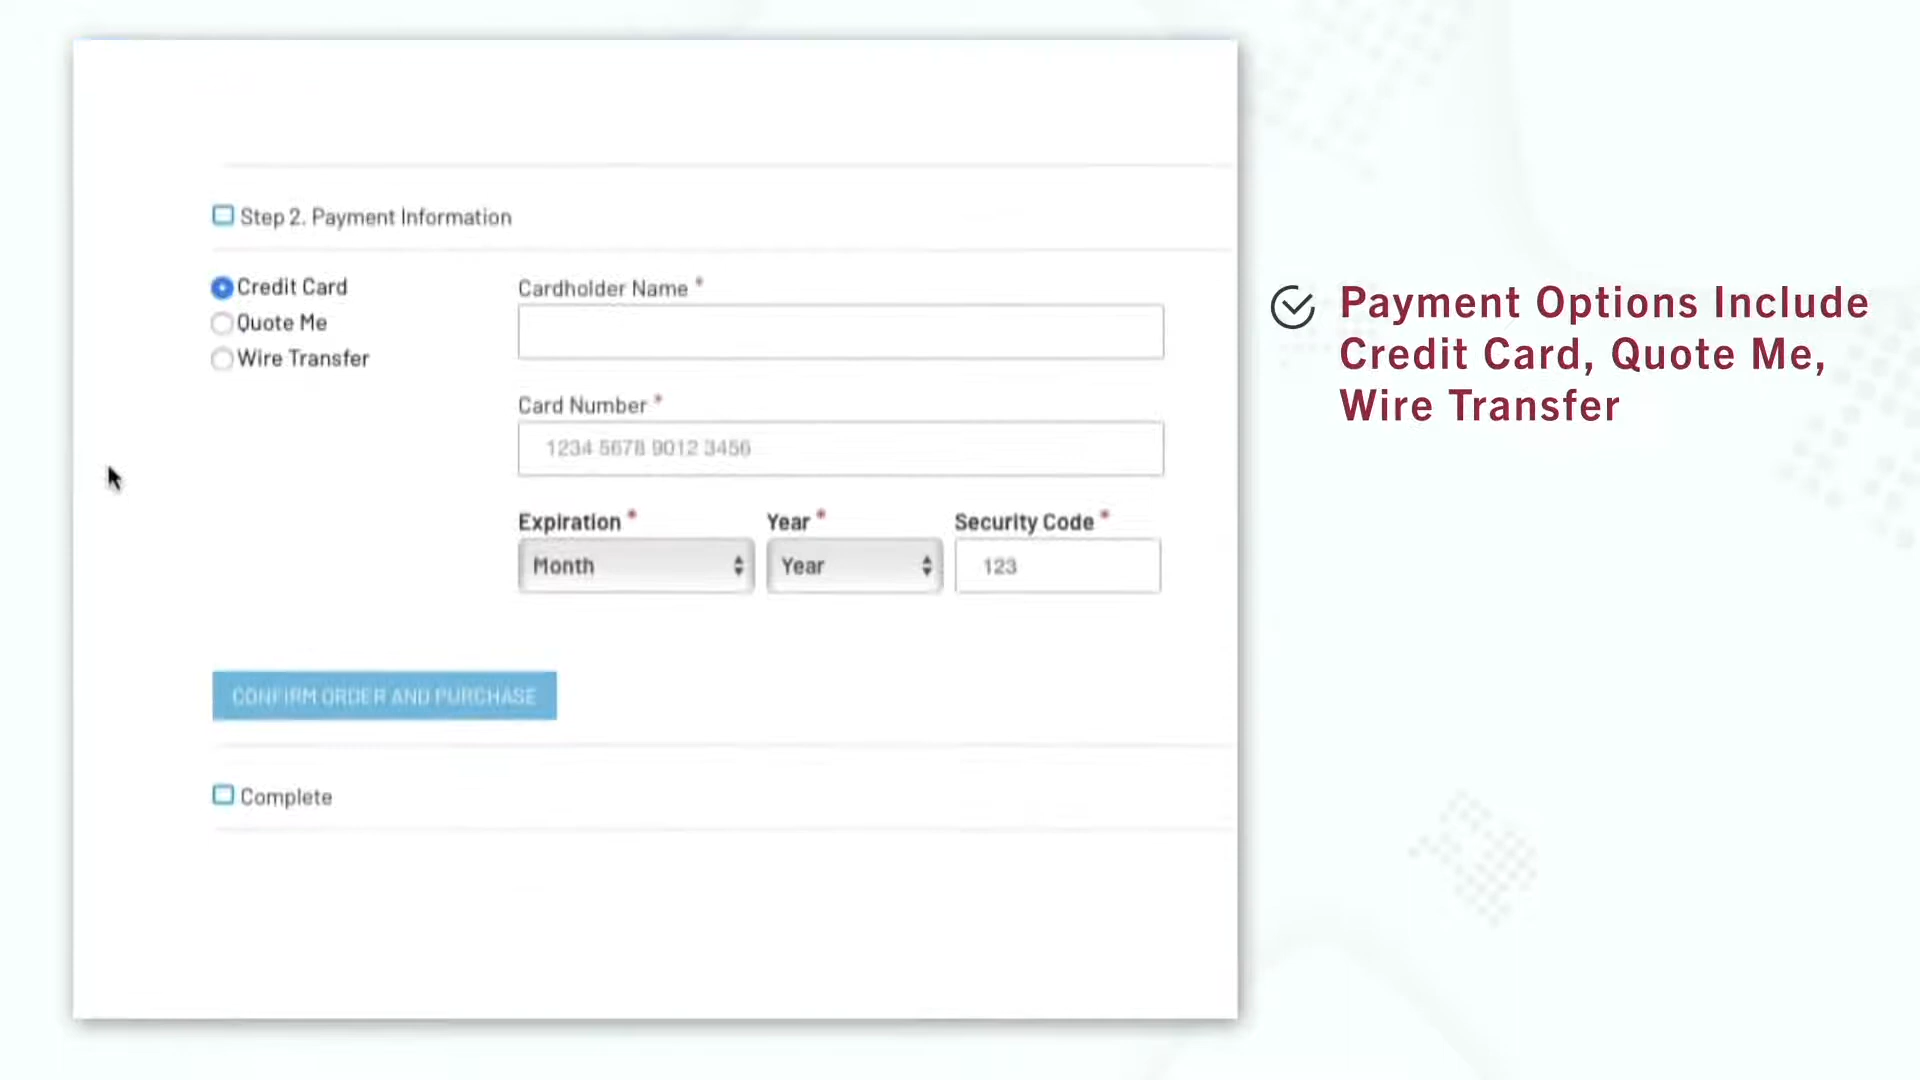 Step 2. Payment Information
Credit Card
Quote Me
Wire Transfer
Cardholder Name *
Card Number *
1234 5678 9012 3456
Expiration * Year * Security Code *
Month Year 123
CONFIRM ORDER AND PURCHASE
Complete
Payment Options Include
Credit Card, Quote Me,
Wire Transfer